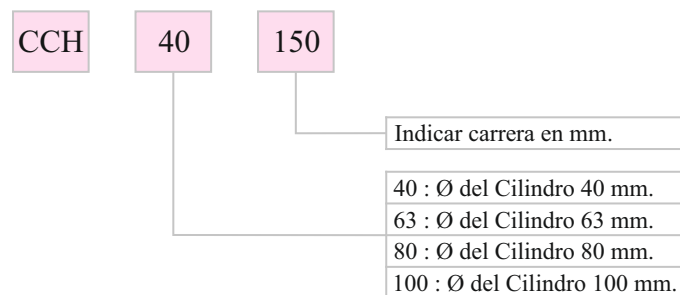 CCH 40 150
Indicar carrera en mm.
40 : Ø del Cilindro 40 mm.
63 : Ø del Cilindro 63 mm.
80 : Ø del Cilindro 80 mm.
100 : Ø del Cilindro 100 mm.